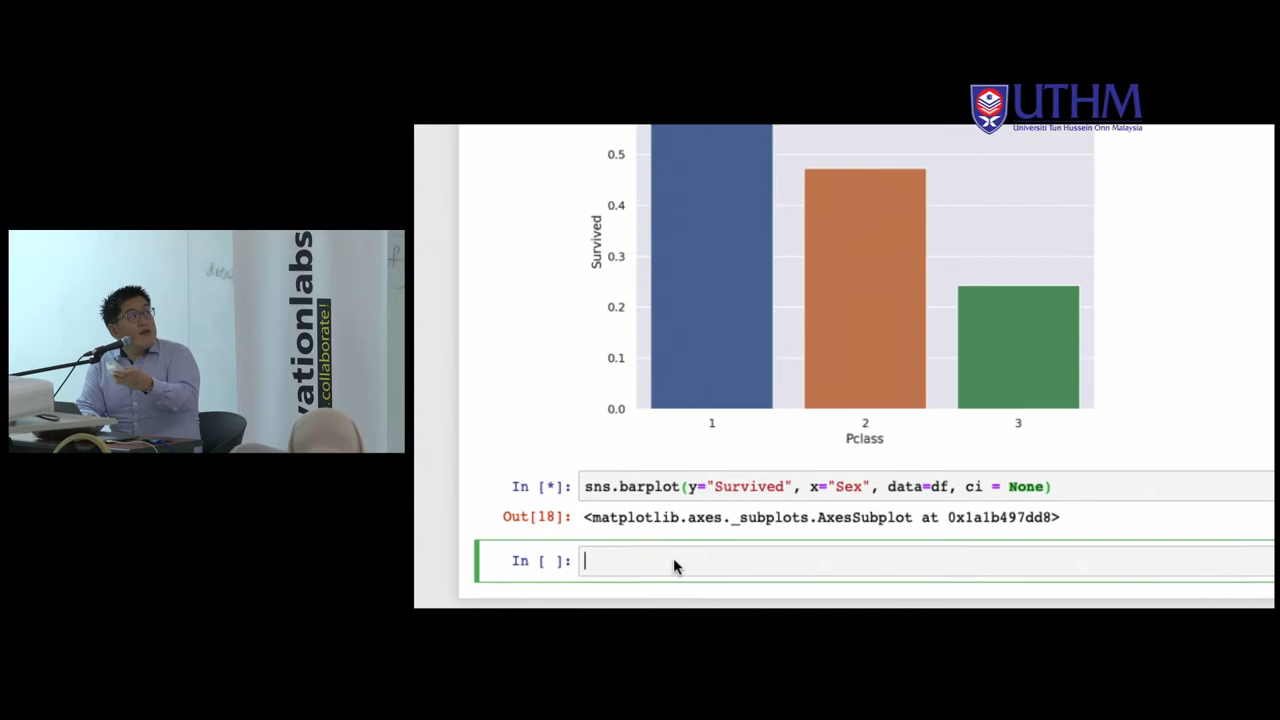 UTHM
Universiti Tun Hussein Onn Malaysia
vationlabs
.collaborate!
0.5
0.4
0.3
0.2
0.1
0.0
Survived
1 2 3
Pclass
In [*]: sns.barplot(y="Survived", x="Sex", data=df, ci = None)
Out[18]: <matplotlib.axes._subplots.AxesSubplot at 0x1a1b497dd8>
In [ ]: